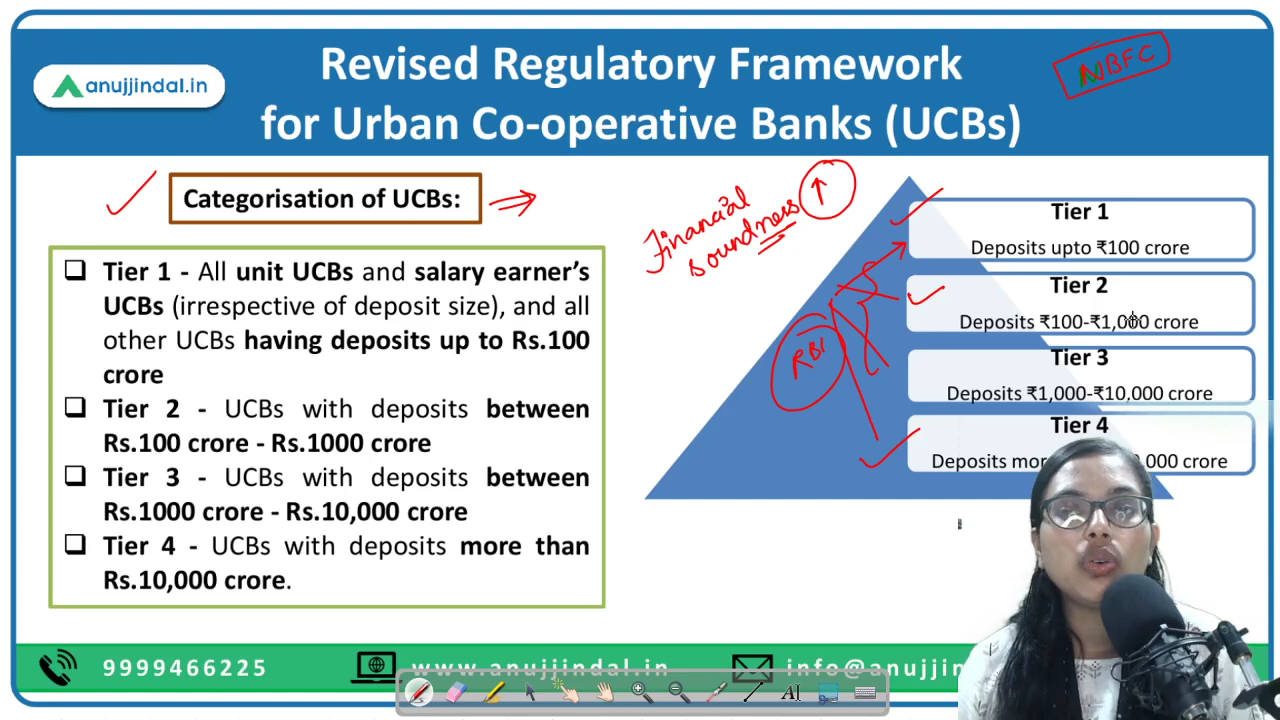 Revised Regulatory Framework
for Urban Co-operative Banks (UCBs)
anujjindal.in
NBFC
Categorisation of UCBs:
Financial
soundness
Tier 1 - All unit UCBs and salary earner's
UCBs (irrespective of deposit size), and all
other UCBs having deposits up to Rs.100
crore
Tier 2 - UCBs with deposits between
Rs.100 crore - Rs.1000 crore
Tier 3 - UCBs with deposits between
Rs.1000 crore - Rs.10,000 crore
Tier 4 - UCBs with deposits more than
Rs.10,000 crore.
RBI
Tier 1
Deposits upto ₹100 crore
Tier 2
Deposits ₹100-₹1,000 crore
Tier 3
Deposits ₹1,000-₹10,000 crore
Tier 4
Deposits 000 crore
9999466225
www.anujjindal.in
AI